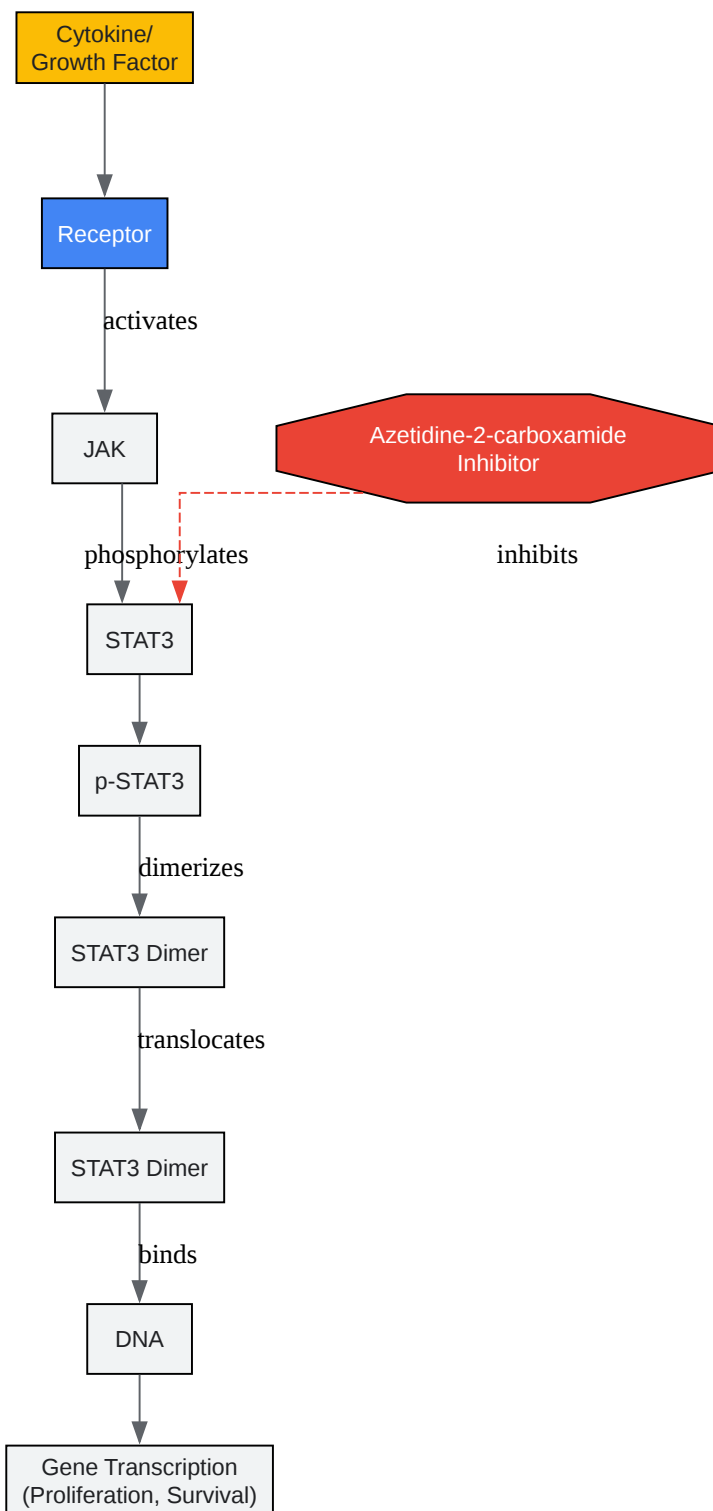 Cytokine/
Growth Factor
Receptor
activates
JAK
Azetidine-2-carboxamide
Inhibitor
phosphorylates
inhibits
STAT3
p-STAT3
dimerizes
STAT3 Dimer
translocates
STAT3 Dimer
binds
DNA
Gene Transcription
(Proliferation, Survival)